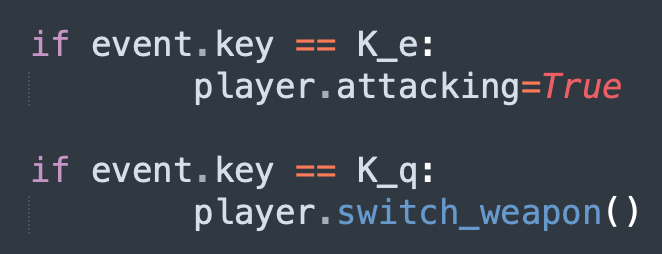 if event.key == K_e:
        player.attacking=True
if event.key == K_q:
        player.switch_weapon()